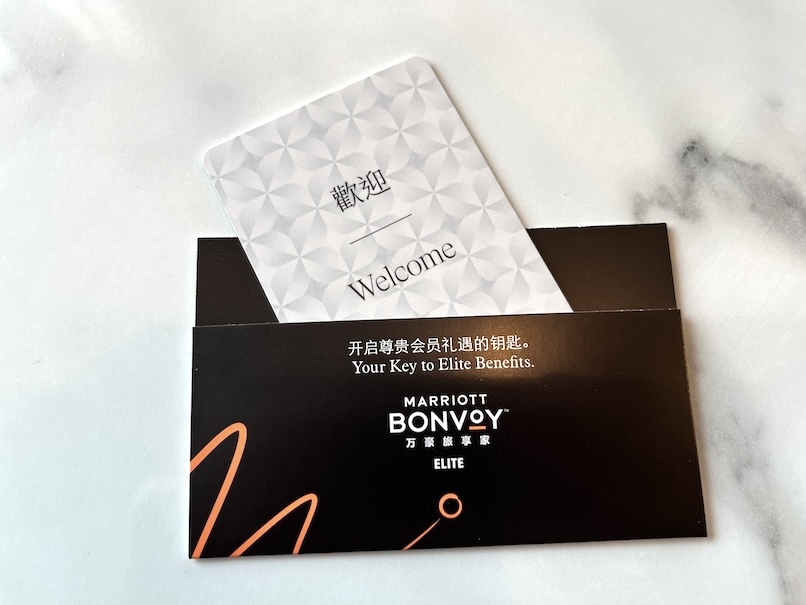 歡迎
Welcome
开启尊贵会员礼遇的钥匙。
Your Key to Elite Benefits.
MARRIOTT
BONVOY™
万豪旅享家
ELITE